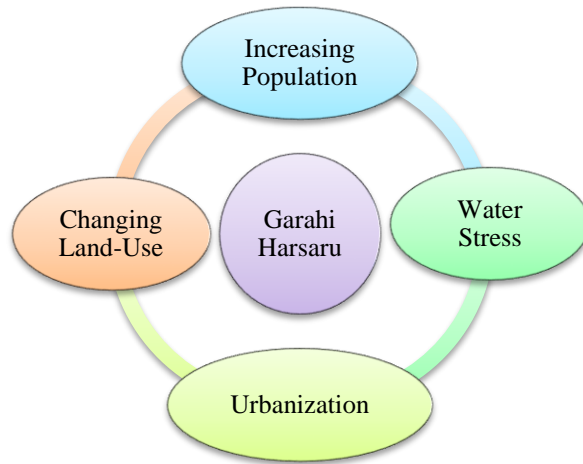 Increasing
Population
Changing
Land-Use
Garahi
Harsaru
Water
Stress
Urbanization